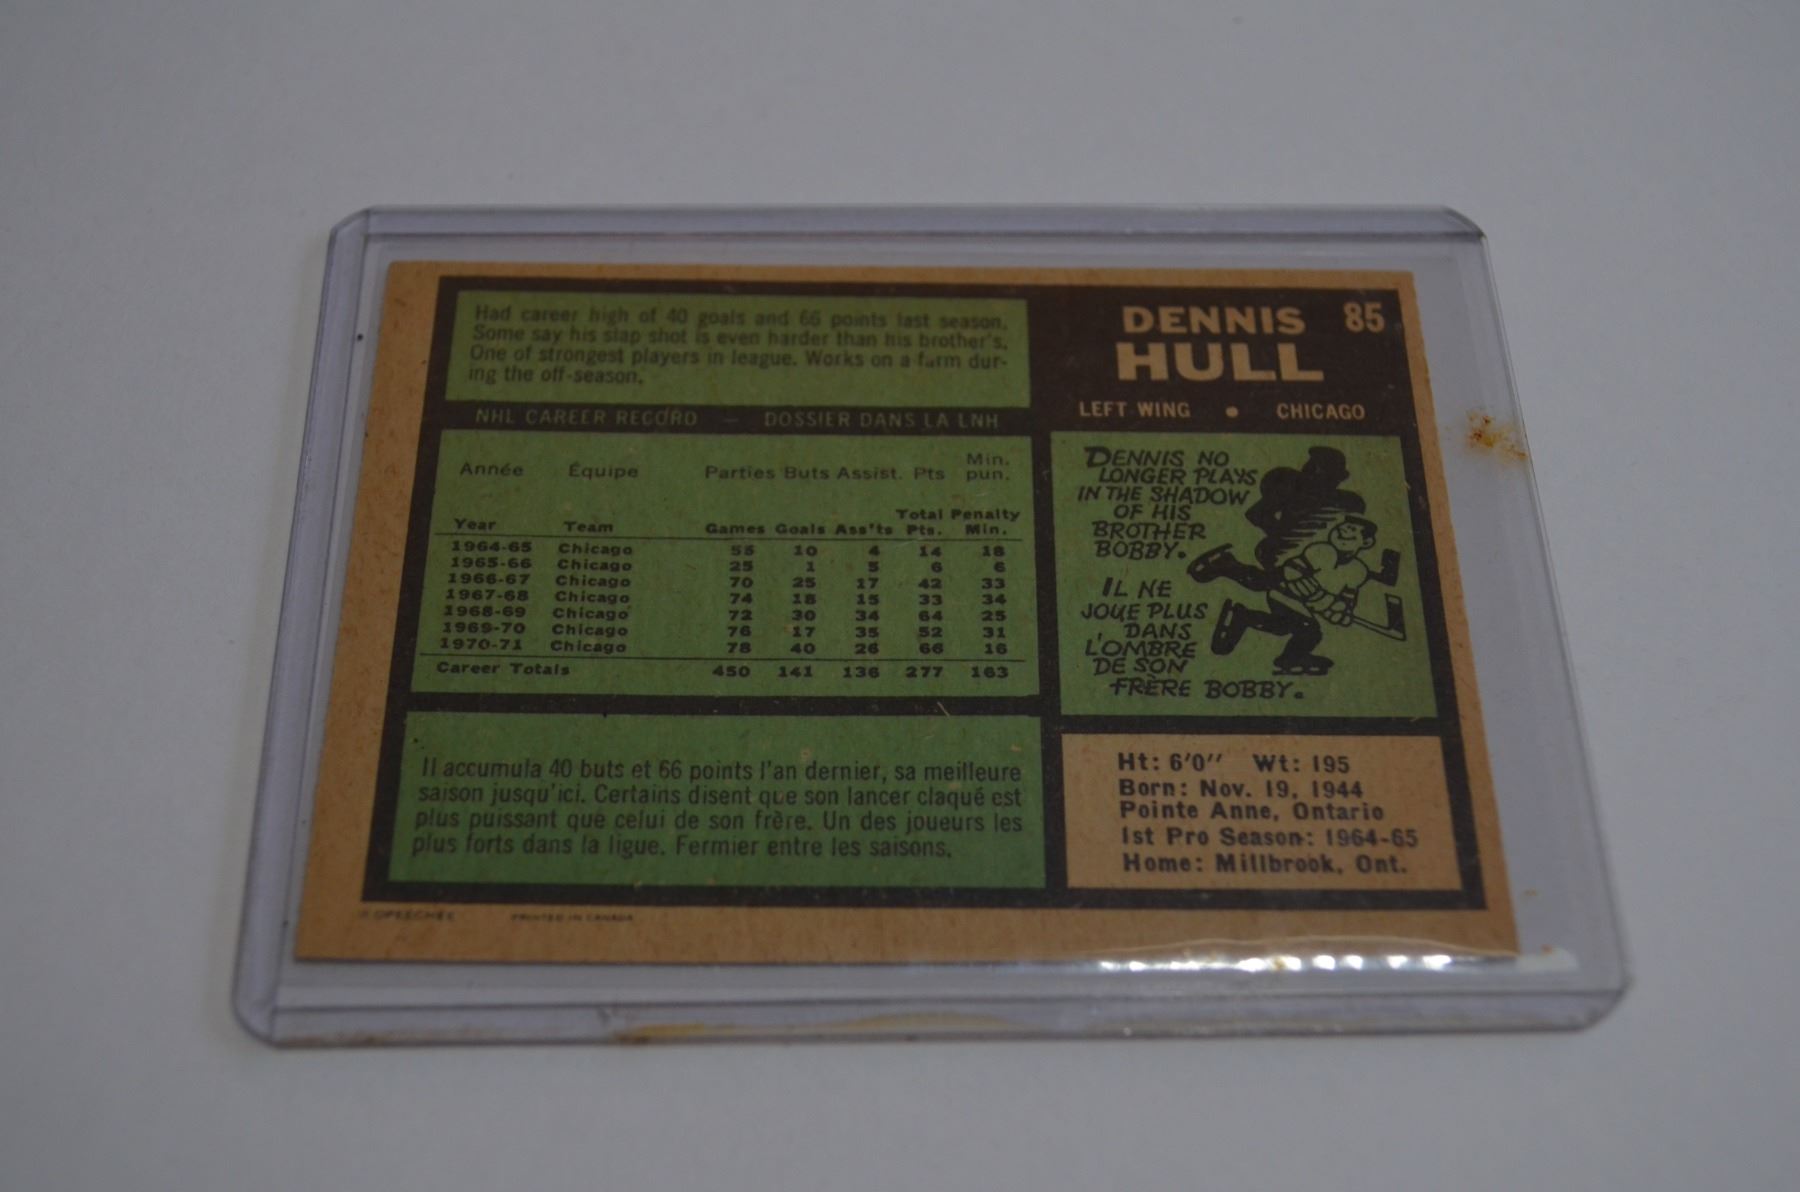 Had career high of 40 goals and 66 points last season.
Some say his slap shot is even harder than his brother's.
One of strongest players in league. Works on a farm dur-
ing the off-season.
DENNIS 85
HULL
LEFT WING • CHICAGO
NHL CAREER RECORD — DOSSIER DANS LA LNH
Année Équipe Parties Buts Assist. Pts Min. pun.
Year Team Games Goals Ass'ts Total Pts. Penalty Min.
1964-65 Chicago 55 10 4 14 18
1965-66 Chicago 25 1 5 6 6
1966-67 Chicago 70 25 17 42 33
1967-68 Chicago 74 18 15 33 34
1968-69 Chicago 72 30 34 64 25
1969-70 Chicago 76 17 35 52 31
1970-71 Chicago 78 40 26 66 16
Career Totals 450 141 136 277 163
DENNIS NO
LONGER PLAYS
IN THE SHADOW
OF HIS
BROTHER
BOBBY.
IL NE
JOUE PLUS
DANS
L'OMBRE
DE SON
FRÈRE BOBBY.
Il accumula 40 buts et 66 points l'an dernier, sa meilleure
saison jusqu'ici. Certains disent que son lancer claqué est
plus puissant que celui de son frère. Un des joueurs les
plus forts dans la ligue. Fermier entre les saisons.
Ht: 6'0" Wt: 195
Born: Nov. 19, 1944
Pointe Anne, Ontario
1st Pro Season: 1964-65
Home: Millbrook, Ont.
© O-PEE-CHEE PRINTED IN CANADA